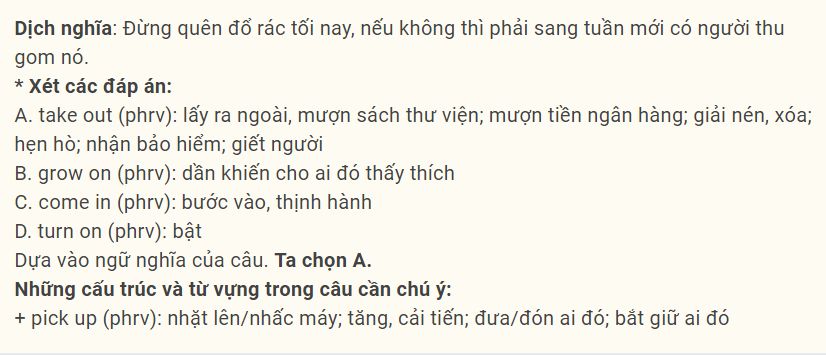 Dịch nghĩa: Đừng quên đổ rác tối nay, nếu không thì phải sang tuần mới có người thu
gom nó.
* Xét các đáp án:
A. take out (phrv): lấy ra ngoài, mượn sách thư viện; mượn tiền ngân hàng; giải nén, xóa;
hẹn hò; nhận bảo hiểm; giết người
B. grow on (phrv): dần khiến cho ai đó thấy thích
C. come in (phrv): bước vào, thịnh hành
D. turn on (phrv): bật
Dựa vào ngữ nghĩa của câu. Ta chọn A.
Những cấu trúc và từ vựng trong câu cần chú ý:
+ pick up (phrv): nhặt lên/nhấc máy; tăng, cải tiến; đưa/đón ai đó; bắt giữ ai đó